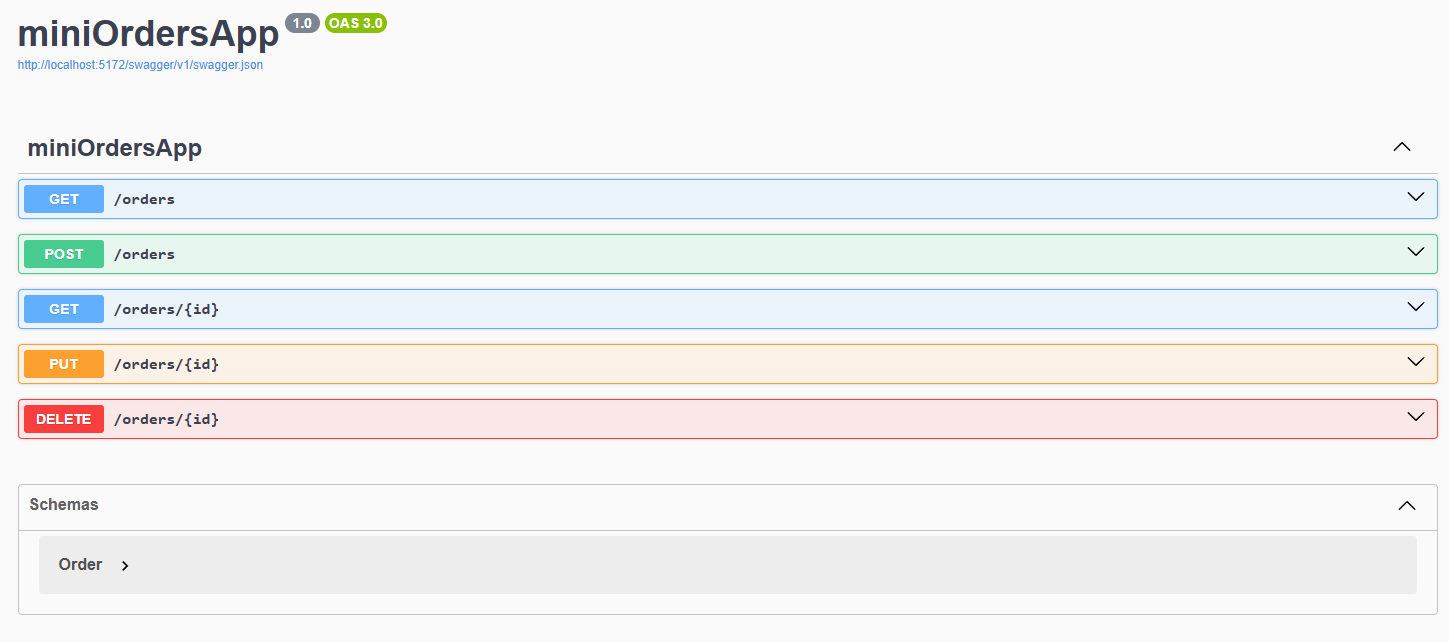 miniOrdersApp 1.0 OAS 3.0
http://localhost:5172/swagger/v1/swagger.json
miniOrdersApp
GET /orders
POST /orders
GET /orders/{id}
PUT /orders/{id}
DELETE /orders/{id}
Schemas
Order